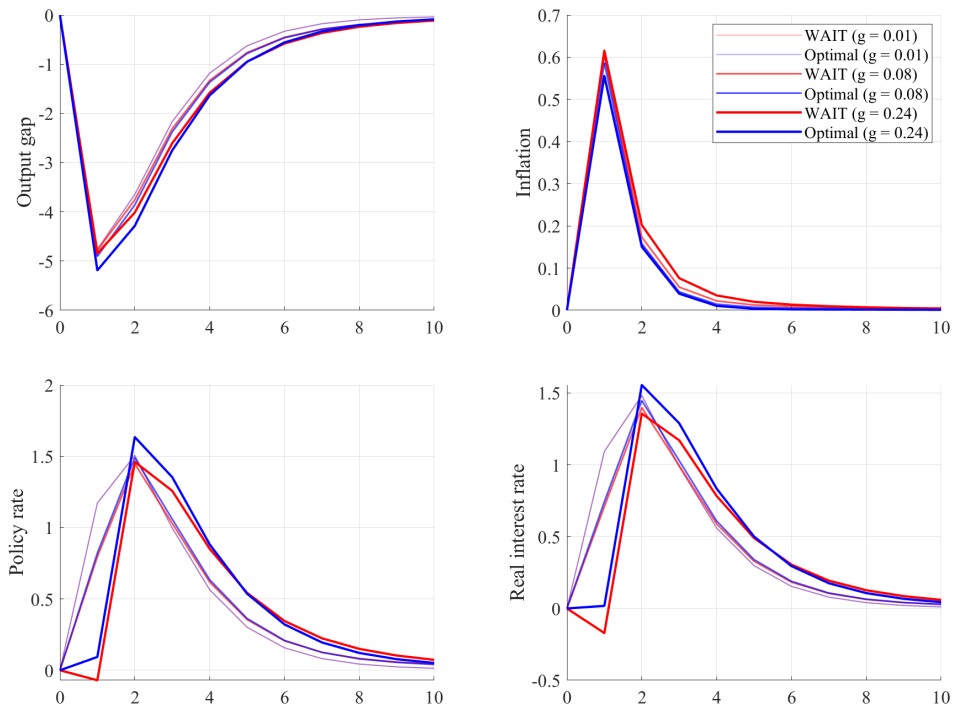 0
-1
-2
-3
-4
-5
-6
Output gap
0 2 4 6 8 10
0.7
0.6
0.5
0.4
0.3
0.2
0.1
0
Inflation
0 2 4 6 8 10
WAIT (g = 0.01)
Optimal (g = 0.01)
WAIT (g = 0.08)
Optimal (g = 0.08)
WAIT (g = 0.24)
Optimal (g = 0.24)
2
1.5
1
0.5
0
Policy rate
0 2 4 6 8 10
1.5
1
0.5
0
-0.5
Real interest rate
0 2 4 6 8 10